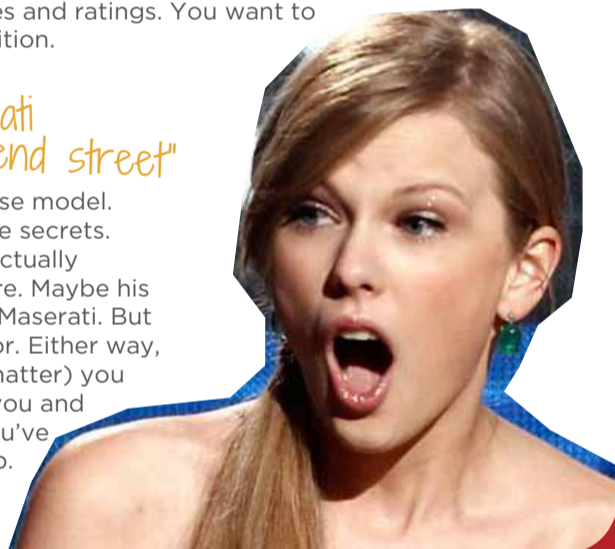 es and ratings. You want to
ition.
ati
end street"
se model.
e secrets.
ctually
re. Maybe his
Maserati. But
or. Either way,
matter) you
you and
u've
o.